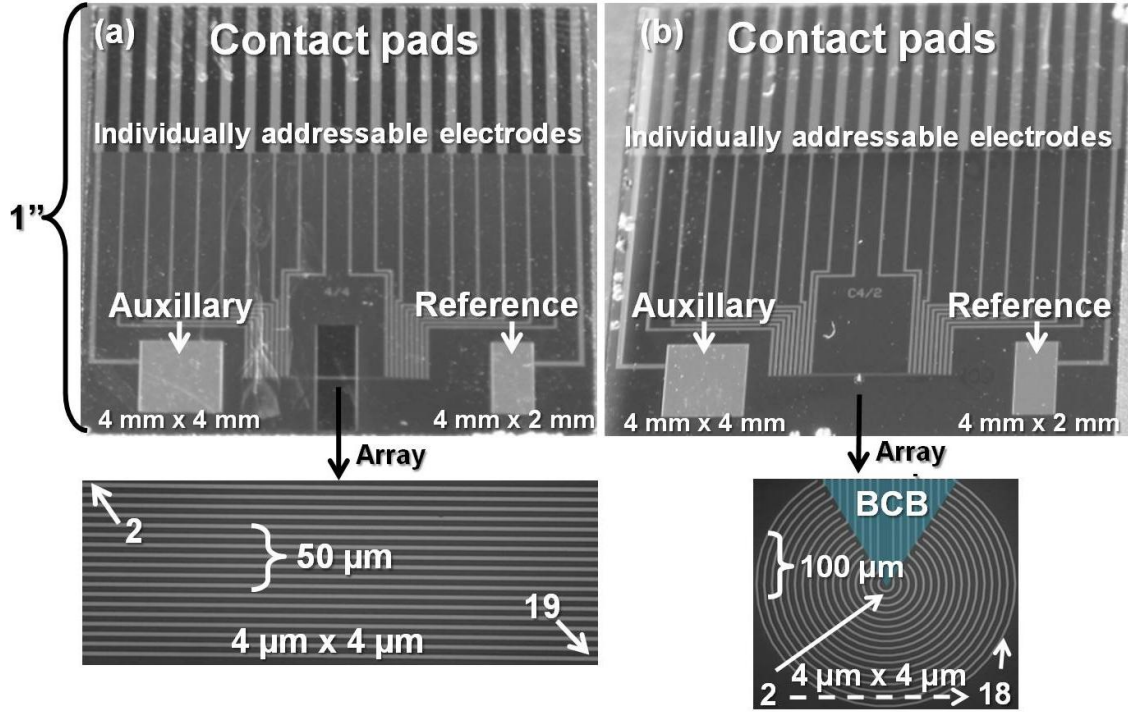 (a)
Contact pads
Individually addressable electrodes
1”
4/4
Auxillary
Reference
4 mm x 4 mm
4 mm x 2 mm
Array
2
50 µm
19
4 µm x 4 µm
(b)
Contact pads
Individually addressable electrodes
C4/2
Auxillary
Reference
4 mm x 4 mm
4 mm x 2 mm
Array
BCB
100 µm
4 µm x 4 µm
2
18